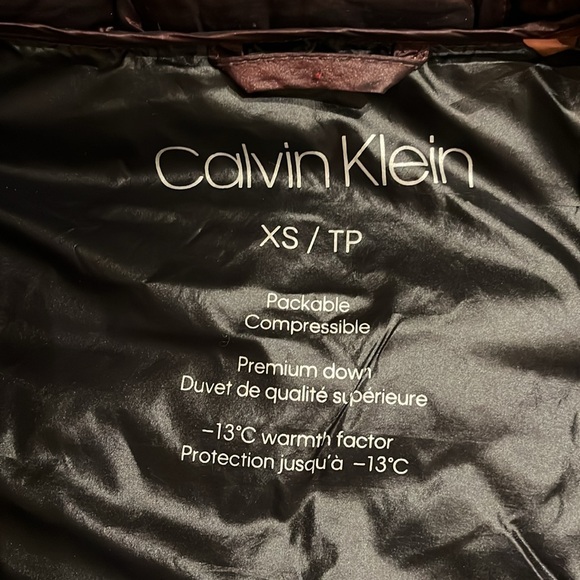 Calvin Klein
XS / TP
Packable
Compressible
Premium down
Duvet de qualité supérieure
–13°C warmth factor
Protection jusqu'à –13°C